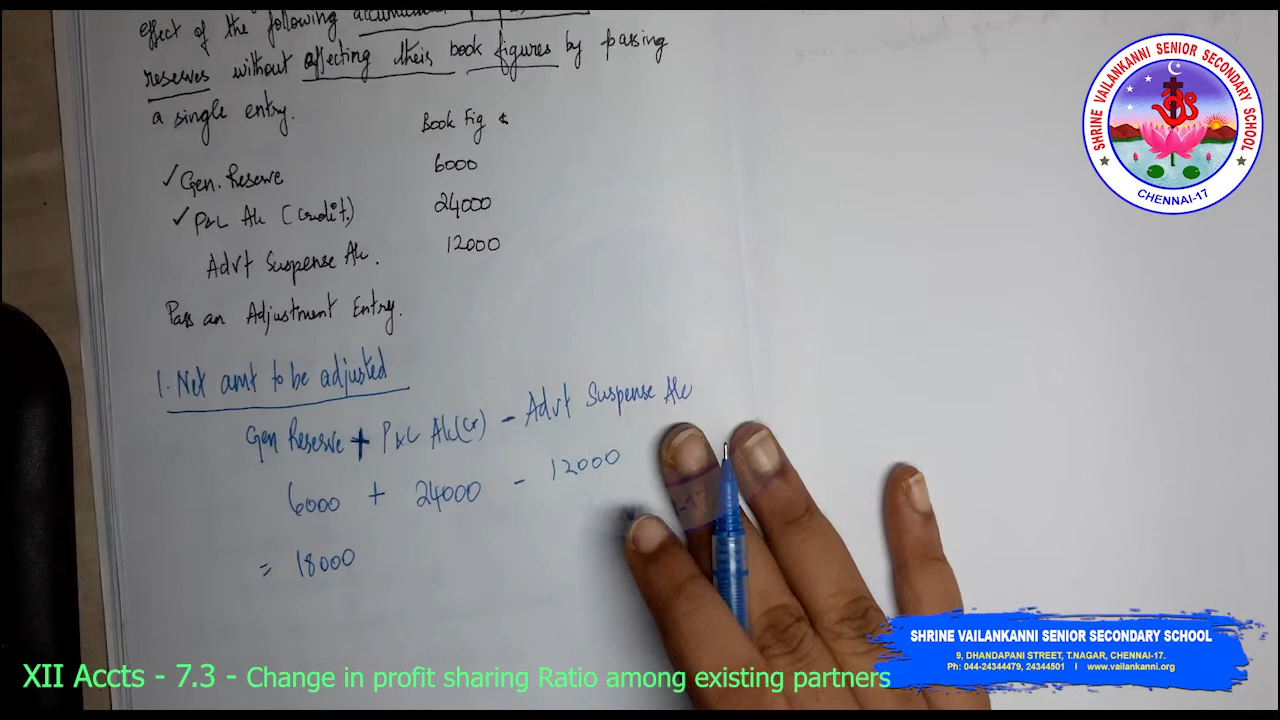 effect of the following
reserves without affecting theis book figures by passing
a single entry.
Book Fig
✓ Gen. Reserve 6000
✓ P&L A/c (Credit) 24000
Advt Suspense A/c. 12000
Pass an Adjustment Entry.
1. Net amt to be adjusted
Gen Reserve + P&L A/c (Cr) - Advt Suspense A/c
6000 + 24000 - 12000
= 18000
SHRINE VAILANKANNI SENIOR SECONDARY SCHOOL
CHENNAI-17
SHRINE VAILANKANNI SENIOR SECONDARY SCHOOL
9, DHANDAPANI STREET, T.NAGAR, CHENNAI-17.
Ph: 044-24344479, 24344501 I www.vailankanni.org
XII Accts - 7.3 - Change in profit sharing Ratio among existing partners